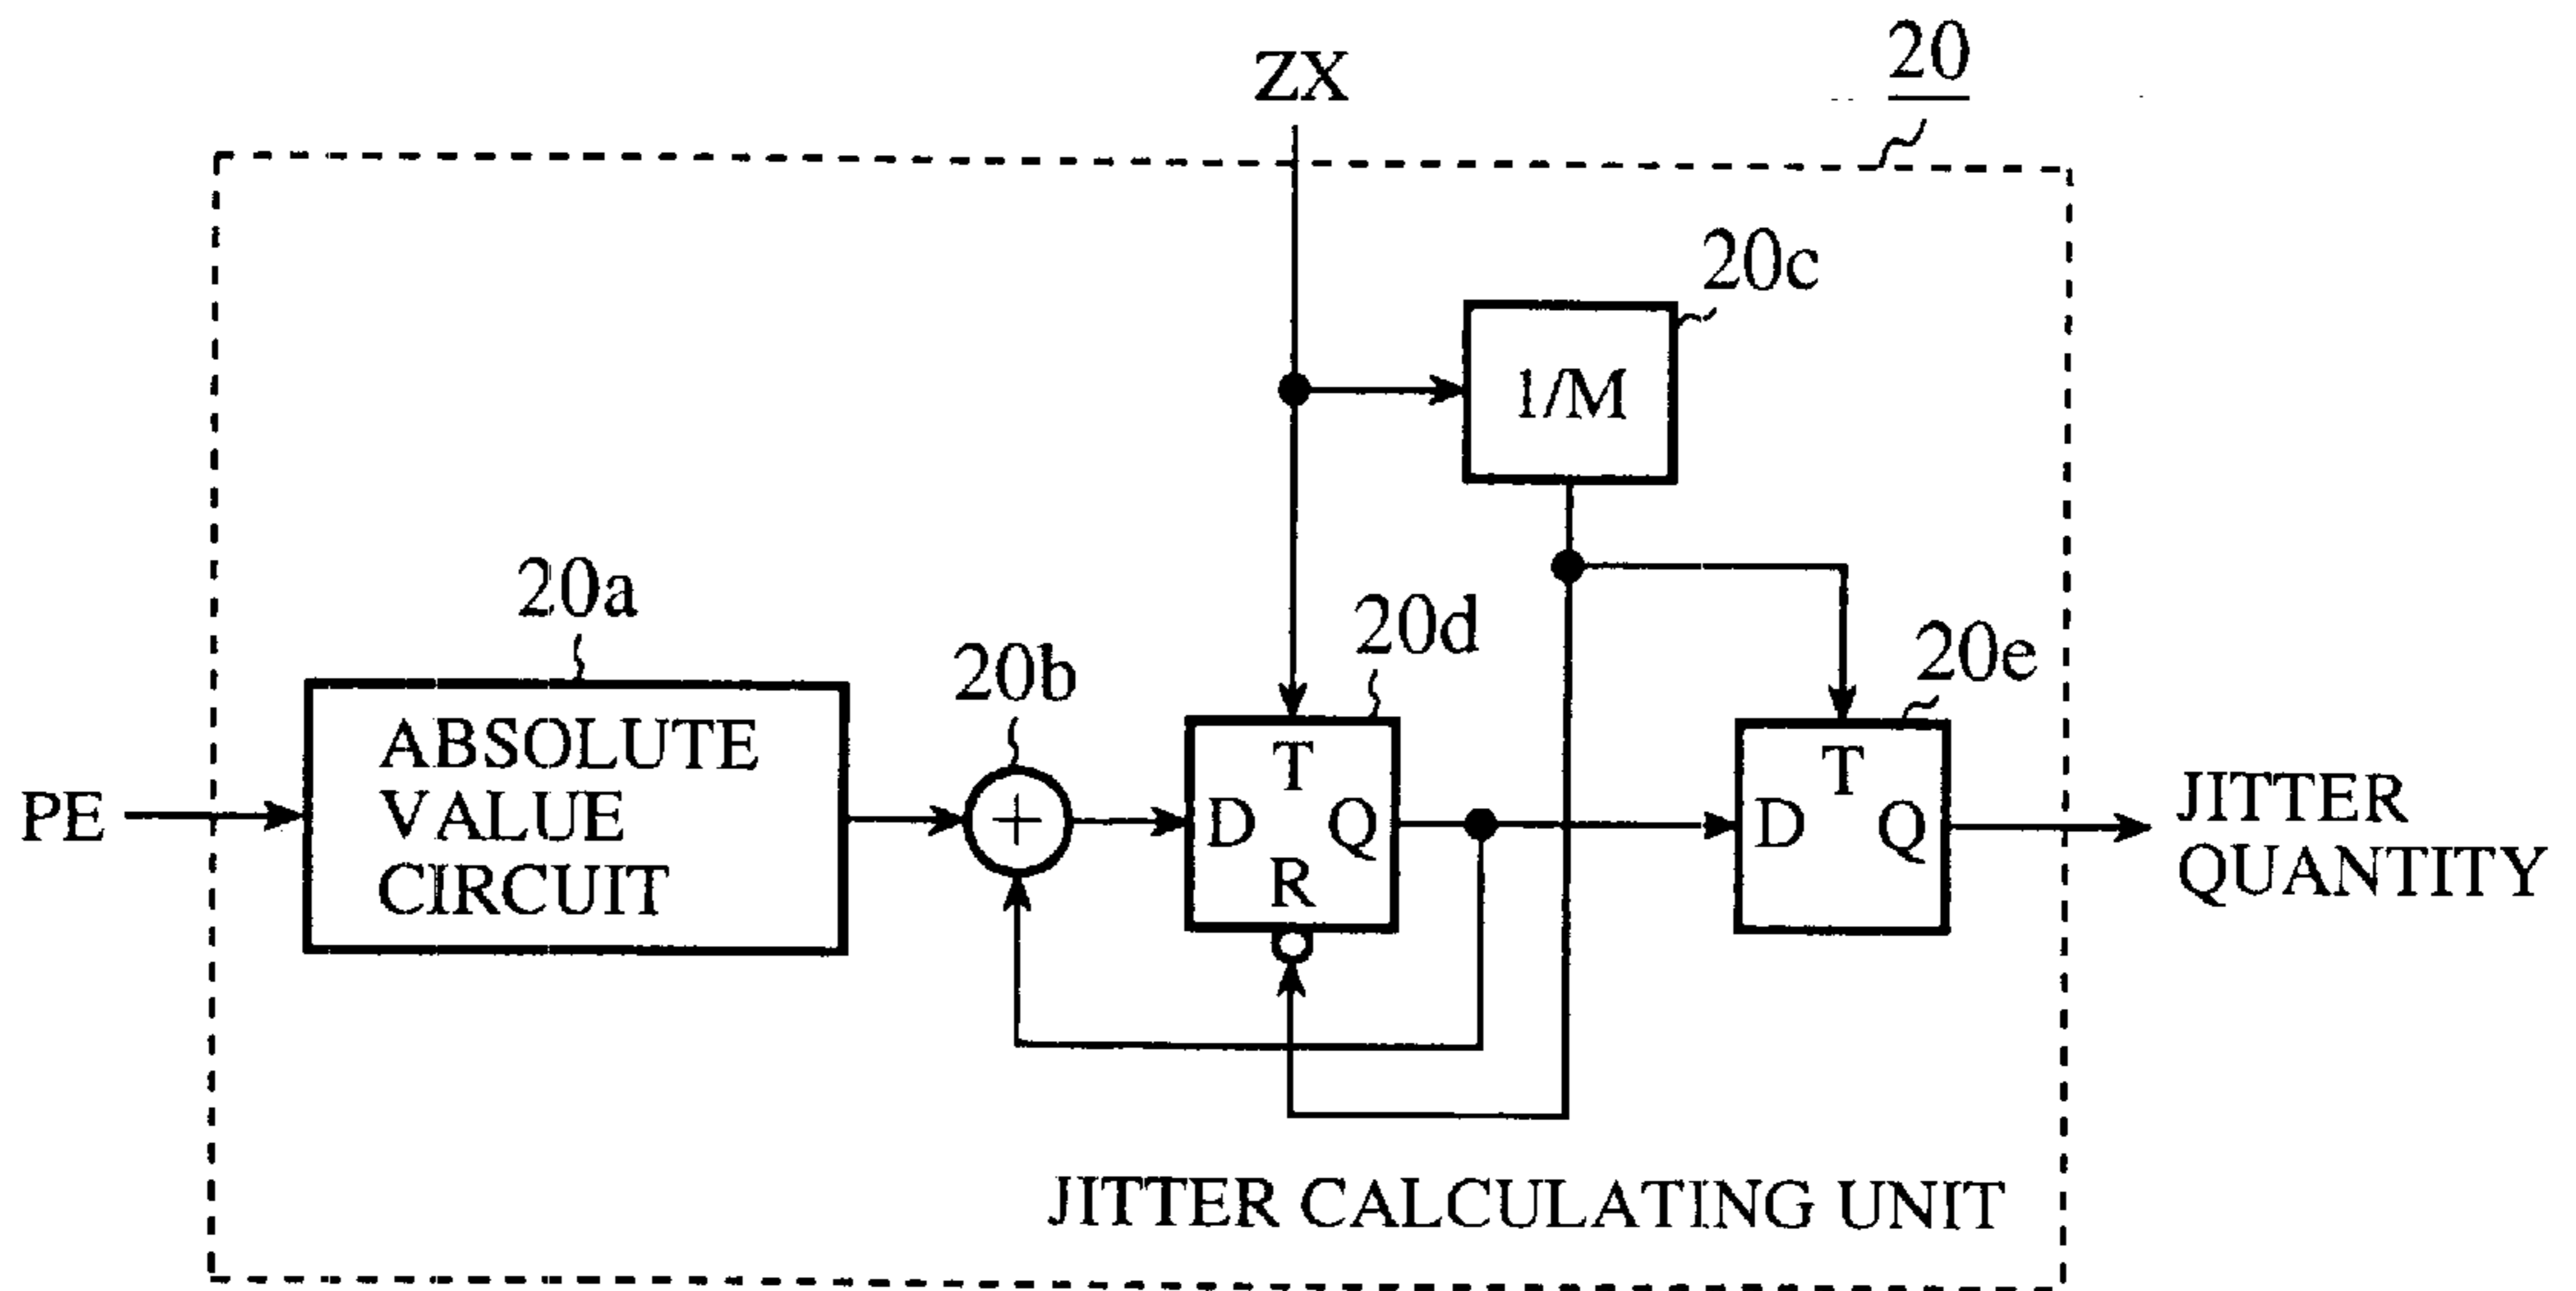 20
ZX
20c
1/M
20a
20b
20d
20e
ABSOLUTE
VALUE
CIRCUIT
PE
+
T
D
Q
R
T
D
Q
JITTER
QUANTITY
JITTER CALCULATING UNIT